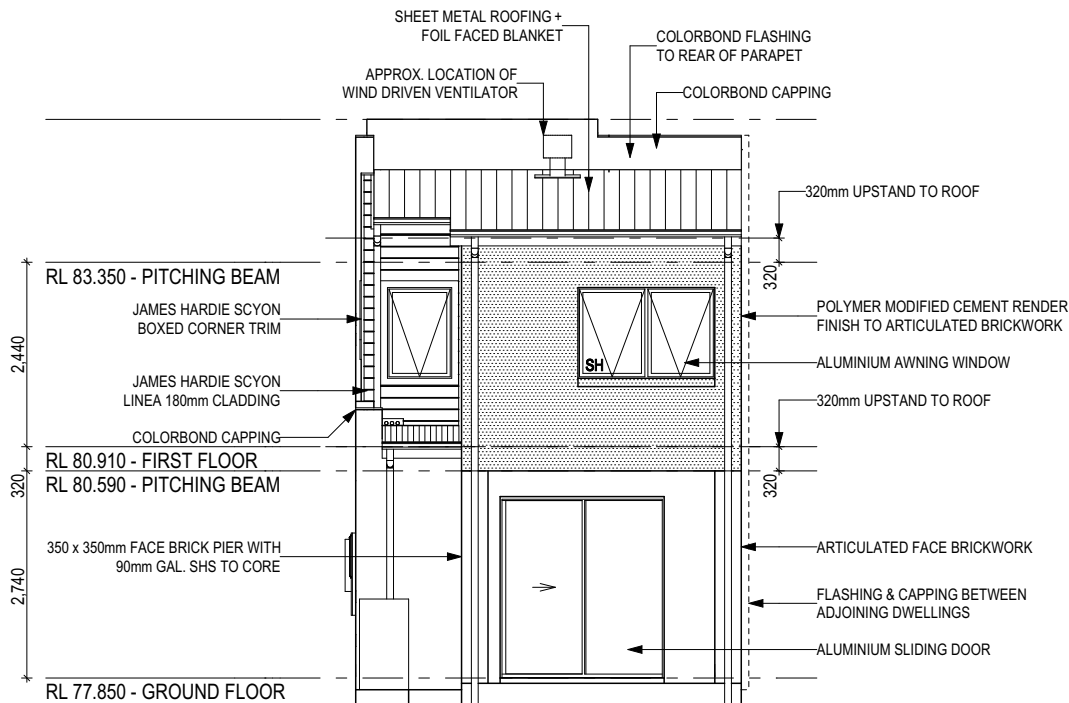 SHEET METAL ROOFING +
FOIL FACED BLANKET
COLORBOND FLASHING
TO REAR OF PARAPET
APPROX. LOCATION OF
WIND DRIVEN VENTILATOR
COLORBOND CAPPING
320mm UPSTAND TO ROOF
320
RL 83.350 - PITCHING BEAM
JAMES HARDIE SCYON
BOXED CORNER TRIM
POLYMER MODIFIED CEMENT RENDER
FINISH TO ARTICULATED BRICKWORK
2,440
SH
ALUMINIUM AWNING WINDOW
JAMES HARDIE SCYON
LINEA 180mm CLADDING
320mm UPSTAND TO ROOF
COLORBOND CAPPING
RL 80.910 - FIRST FLOOR
320
320
RL 80.590 - PITCHING BEAM
350 x 350mm FACE BRICK PIER WITH
90mm GAL. SHS TO CORE
ARTICULATED FACE BRICKWORK
2,740
FLASHING & CAPPING BETWEEN
ADJOINING DWELLINGS
ALUMINIUM SLIDING DOOR
RL 77.850 - GROUND FLOOR